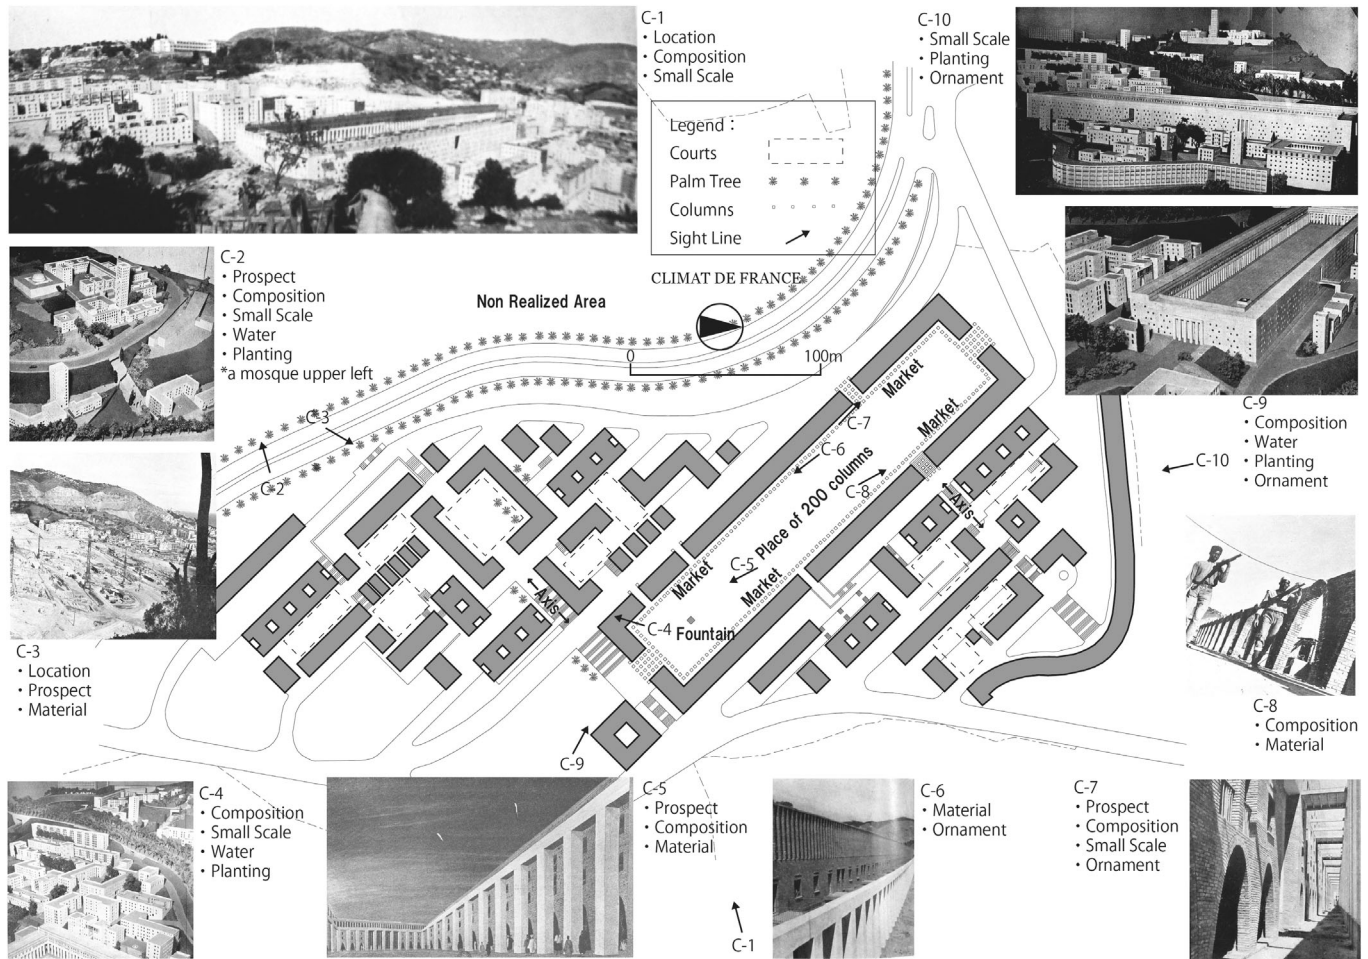 C-1
・Location
・Composition
・Small Scale
C-10
・Small Scale
・Planting
・Ornament
Legend：
Courts
Palm Tree
Columns
Sight Line
C-2
・Prospect
・Composition
・Small Scale
・Water
・Planting
*a mosque upper left
Non Realized Area
CLIMAT DE FRANCE
0
100m
C-3
C-2
Market
Market
C-7
C-6
C-8
Place of 200 columns
C-5
Market
Market
Axis
Axis
C-4
Fountain
C-10
C-9
・Composition
・Water
・Planting
・Ornament
C-3
・Location
・Prospect
・Material
C-8
・Composition
・Material
C-9
C-4
・Composition
・Small Scale
・Water
・Planting
C-5
・Prospect
・Composition
・Material
C-1
C-6
・Material
・Ornament
C-7
・Prospect
・Composition
・Small Scale
・Ornament